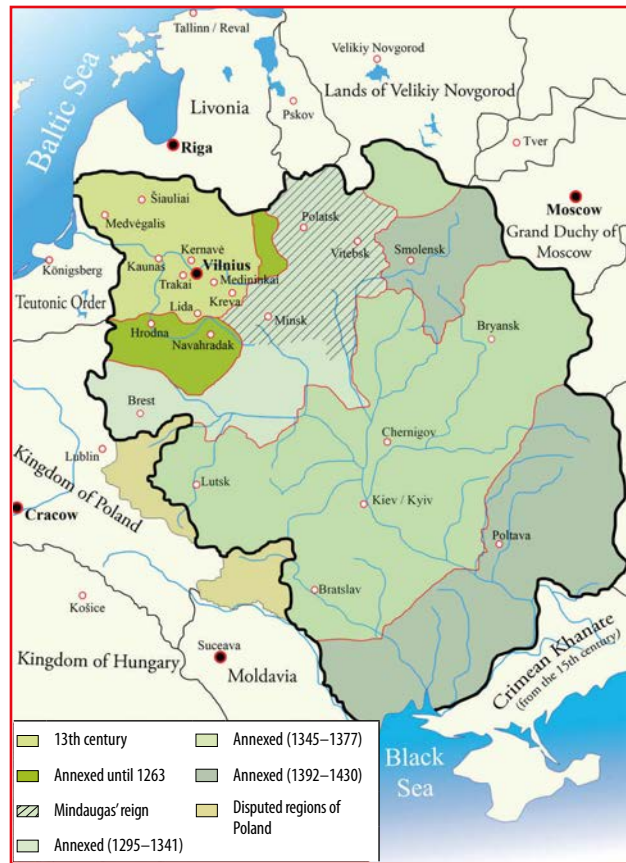 Tallinn / Reval
Velikiy Novgorod
Baltic Sea
Livonia
Lands of Velikiy Novgorod
Pskov
Tver
Riga
Šiauliai
Moscow
Medvėgalis
Polatsk
Grand Duchy of
Moscow
Kernavė
Vitebsk
Smolensk
Königsberg
Kaunas
Vilnius
Trakai
Medininkai
Teutonic Order
Kreva
Lida
Minsk
Hrodna
Navahradak
Bryansk
Brest
Chernigov
Lublin
Kingdom of Poland
Lutsk
Kiev / Kyiv
Cracow
Poltava
Bratslav
Košice
Suceava
Kingdom of Hungary
Moldavia
Crimean Khanate
(from the 15th century)
Black
Sea
13th century
Annexed until 1263
Mindaugas' reign
Annexed (1295–1341)
Annexed (1345–1377)
Annexed (1392–1430)
Disputed regions of
Poland